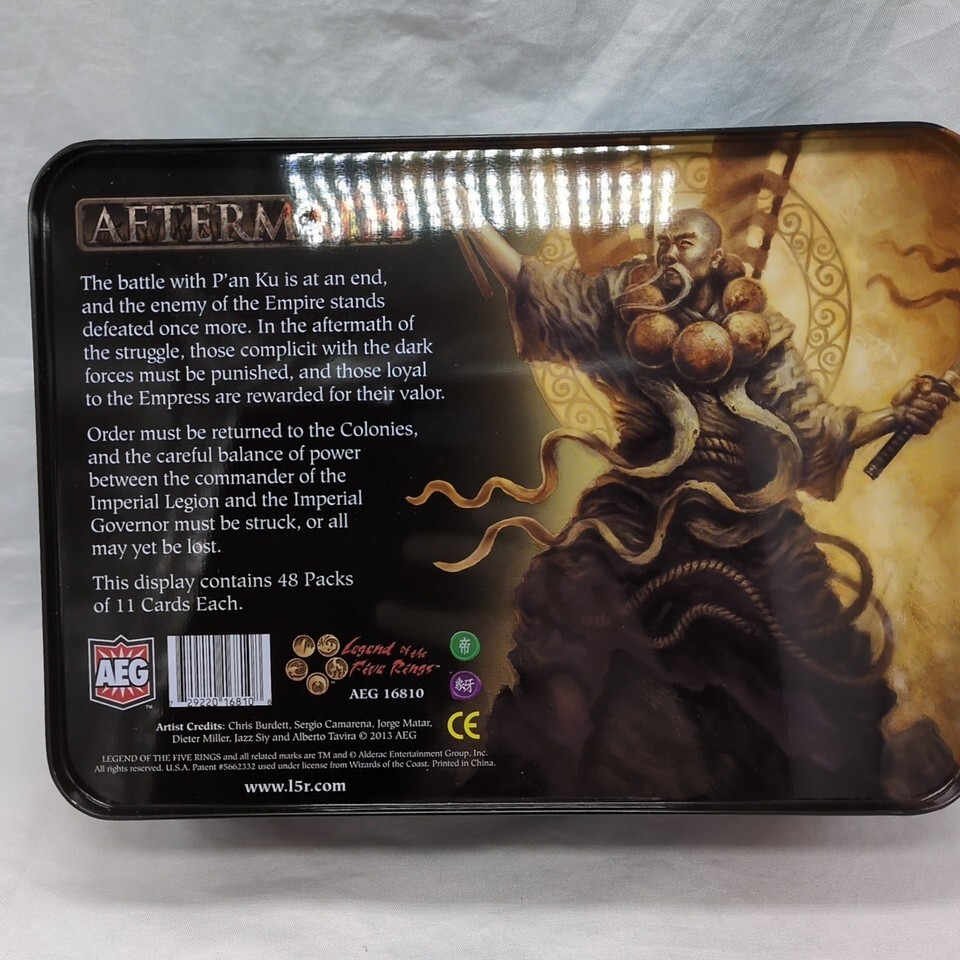 AFTERMATH
The battle with P'an Ku is at an end,
and the enemy of the Empire stands
defeated once more. In the aftermath of
the struggle, those complicit with the dark
forces must be punished, and those loyal
to the Empress are rewarded for their valor.
Order must be returned to the Colonies,
and the careful balance of power
between the commander of the
Imperial Legion and the Imperial
Governor must be struck, or all
may yet be lost.
This display contains 48 Packs
of 11 Cards Each.
AEG
TM
7 29220 16810 8
Legend of the
Five Rings™
AEG 16810
帝
CE
Artist Credits: Chris Burdett, Sergio Camarena, Jorge Matar,
Dieter Miller, Jazz Siy and Alberto Tavira © 2013 AEG
LEGEND OF THE FIVE RINGS and all related marks are TM and © Alderac Entertainment Group, Inc.
All rights reserved. U.S.A. Patent #5662332 used under license from Wizards of the Coast. Printed in China.
www.l5r.com